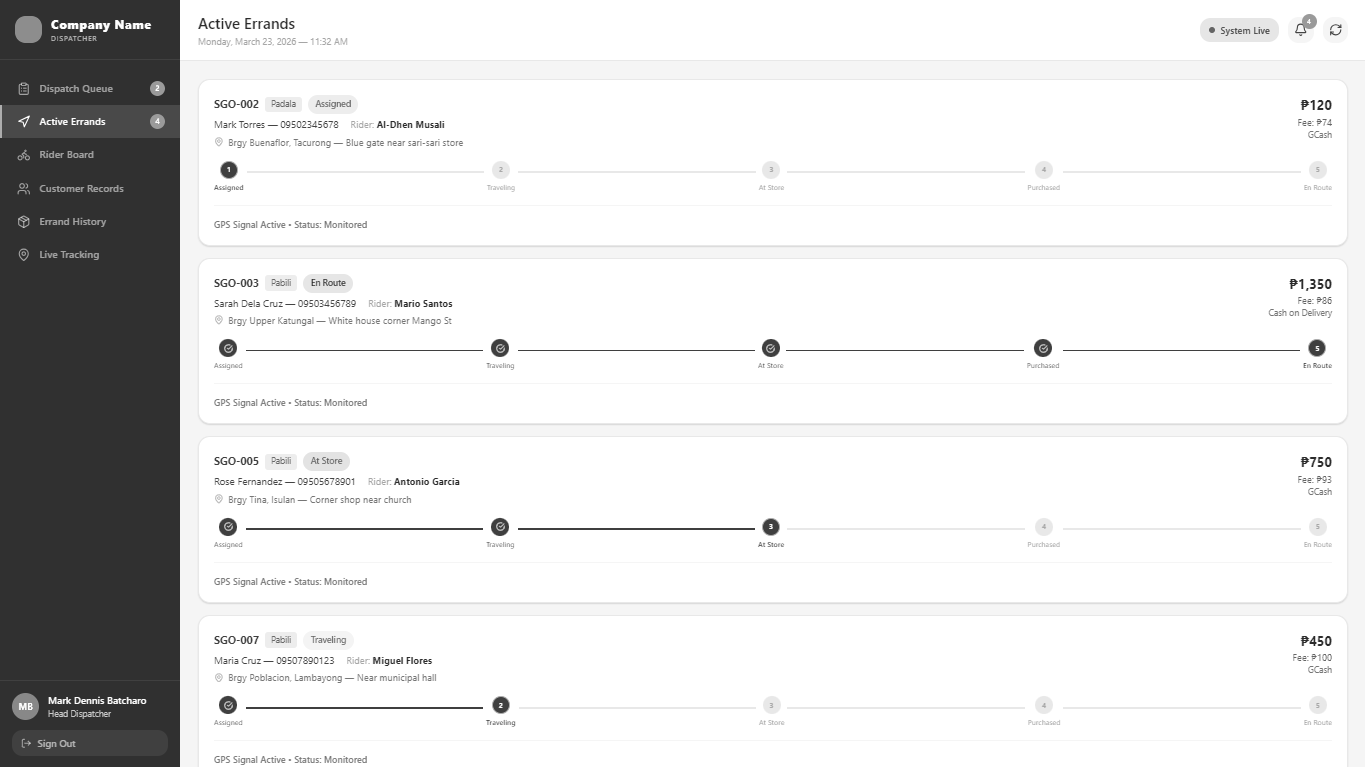 Company Name
DISPATCHER
Dispatch Queue 2
Active Errands 4
Rider Board
Customer Records
Errand History
Live Tracking
MB
Mark Dennis Batcharo
Head Dispatcher
Sign Out
Active Errands
Monday, March 23, 2026 — 11:32 AM
System Live
4
SGO-002 Padala Assigned ₱120
Mark Torres — 09502345678 Rider: Al-Dhen Musali Fee: ₱74
Brgy Buenaflor, Tacurong — Blue gate near sari-sari store GCash
1 2 3 4 5
Assigned Traveling At Store Purchased En Route
GPS Signal Active • Status: Monitored
SGO-003 Pabili En Route ₱1,350
Sarah Dela Cruz — 09503456789 Rider: Mario Santos Fee: ₱86
Brgy Upper Katungal — White house corner Mango St Cash on Delivery
5
Assigned Traveling At Store Purchased En Route
GPS Signal Active • Status: Monitored
SGO-005 Pabili At Store ₱750
Rose Fernandez — 09505678901 Rider: Antonio Garcia Fee: ₱93
Brgy Tina, Isulan — Corner shop near church GCash
3 4 5
Assigned Traveling At Store Purchased En Route
GPS Signal Active • Status: Monitored
SGO-007 Pabili Traveling ₱450
Maria Cruz — 09507890123 Rider: Miguel Flores Fee: ₱100
Brgy Poblacion, Lambayong — Near municipal hall GCash
2 3 4 5
Assigned Traveling At Store Purchased En Route
GPS Signal Active • Status: Monitored